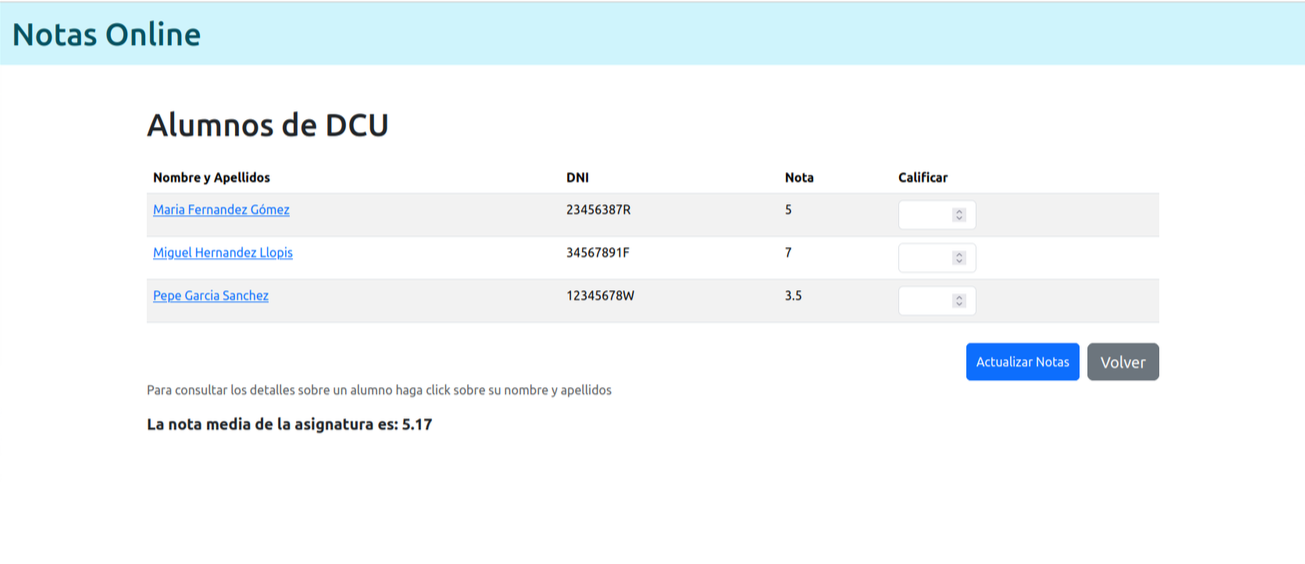 Notas Online
Alumnos de DCU
Nombre y Apellidos DNI Nota Calificar
Maria Fernandez Gómez 23456387R 5
Miguel Hernandez Llopis 34567891F 7
Pepe Garcia Sanchez 12345678W 3.5
Actualizar Notas Volver
Para consultar los detalles sobre un alumno haga click sobre su nombre y apellidos
La nota media de la asignatura es: 5.17